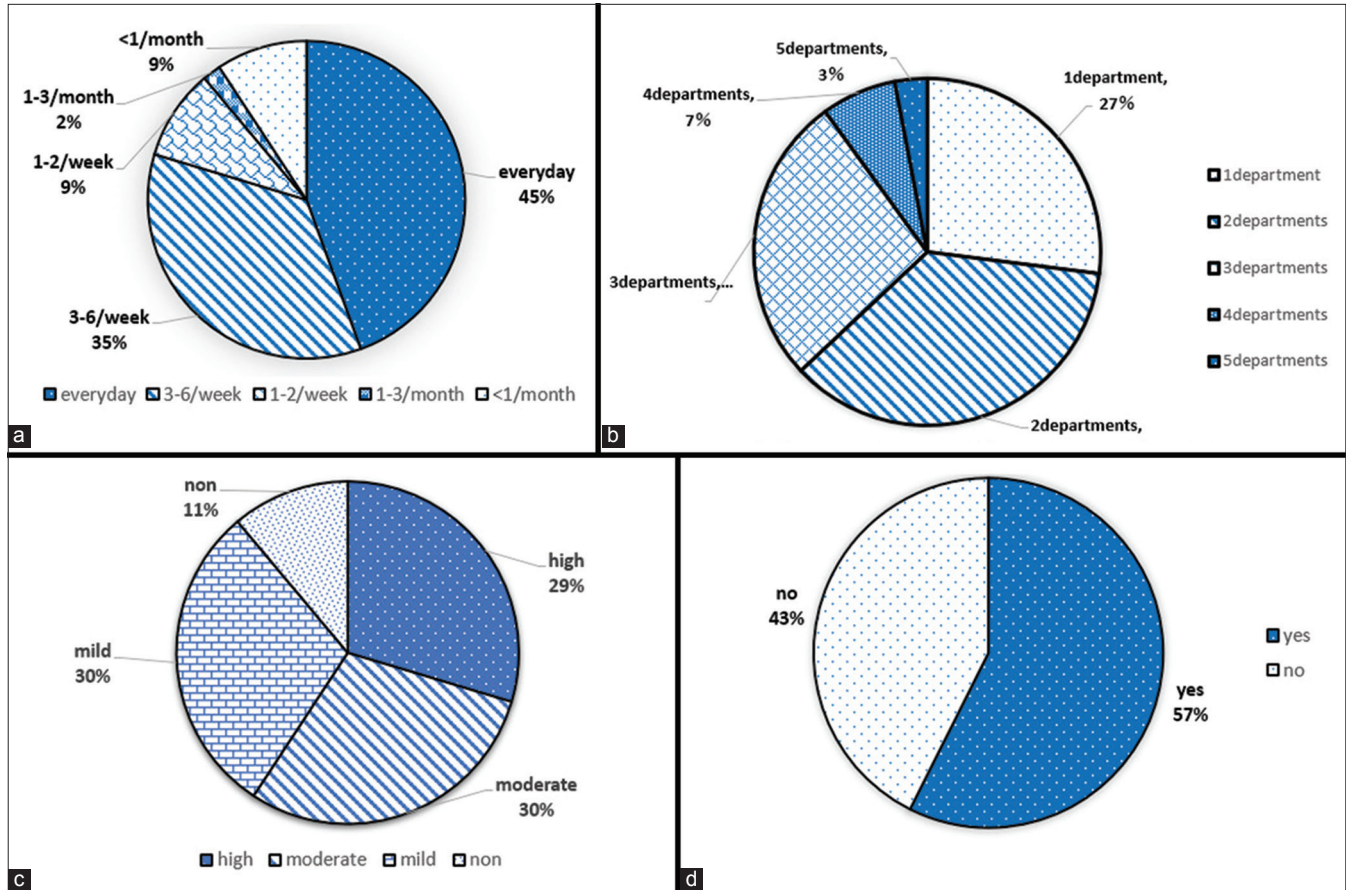 <1/month
9%
1-3/month
2%
1-2/week
9%
everyday
45%
3-6/week
35%
everyday 3-6/week 1-2/week 1-3/month <1/month
a
5departments,
3%
4departments,
7%
1department,
27%
3departments,...
2departments,
1department
2departments
3departments
4departments
5departments
b
non
11%
high
29%
mild
30%
moderate
30%
high moderate mild non
c
no
43%
yes
57%
yes
no
d